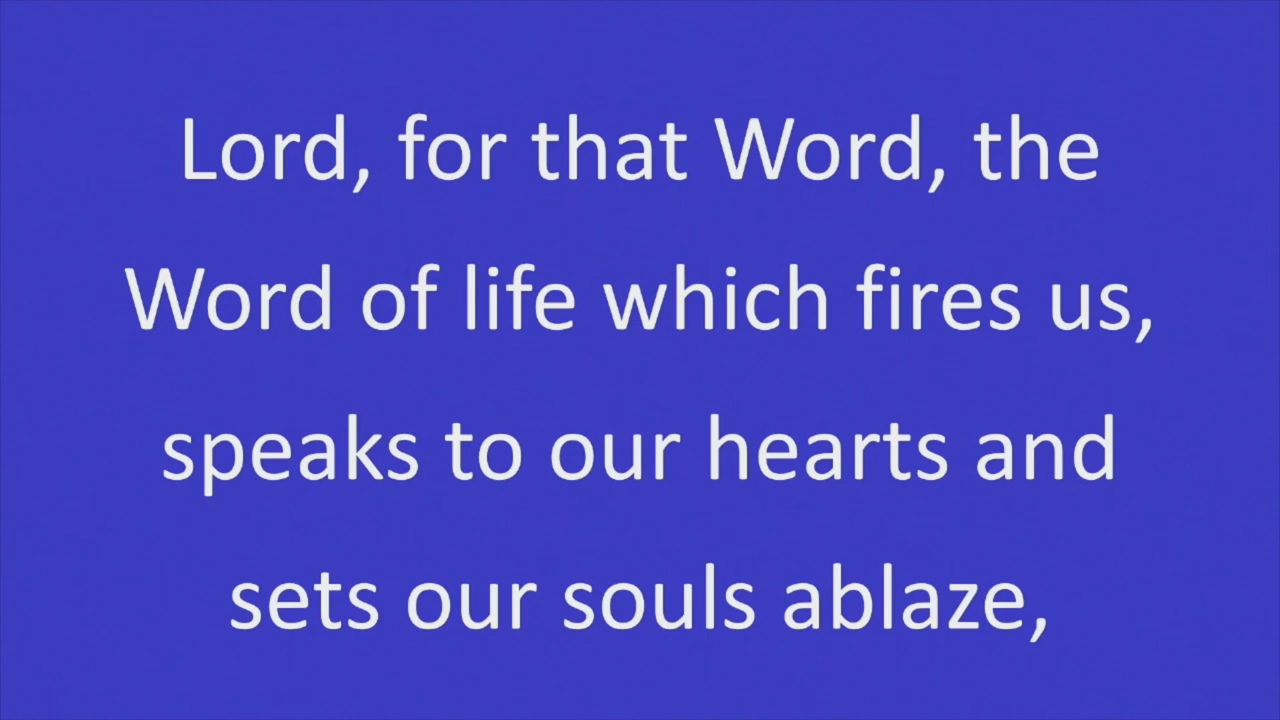 Lord, for that Word, the
Word of life which fires us,
speaks to our hearts and
sets our souls ablaze,